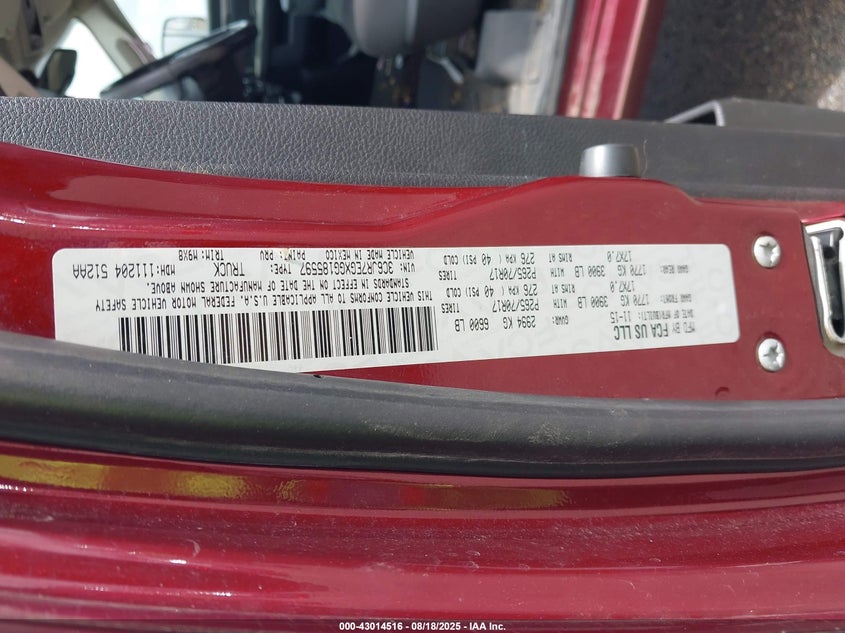 MFD BY FCA US LLC
DATE OF MFR(BUILT): 11-15 GVWR: 2994 KG 6600 LB
GAWR FRONT: 1770 KG 3900 LB WITH P265/70R17
17X7.0 RIMS AT 276 KPA( 40 PSI) COLD
GAWR REAR: 1770 KG 3900 LB WITH P265/70R17
17X7.0 RIMS AT 276 KPA( 40 PSI) COLD
THIS VEHICLE CONFORMS TO ALL APPLICABLE U.S.A. FEDERAL MOTOR VEHICLE SAFETY
STANDARDS IN EFFECT ON THE DATE OF MANUFACTURE SHOWN ABOVE.
VIN: 3C6JR7EGXGG185597 TYPE: TRUCK MDH:111204 512AA
VEHICLE MADE IN MEXICO PAINT: PRV TRIM: M9X8
000-43014516 - 08/18/2025 - IAA Inc.